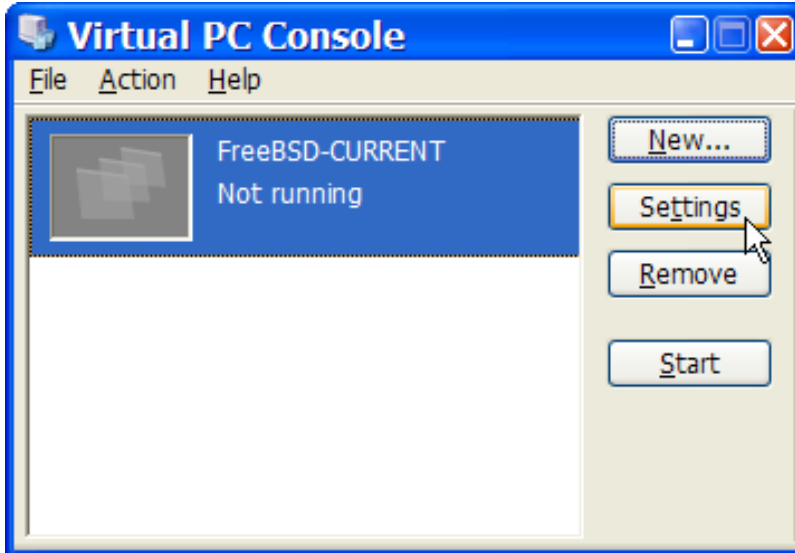 Virtual PC Console
File Action Help
FreeBSD-CURRENT
Not running
New...
Settings
Remove
Start